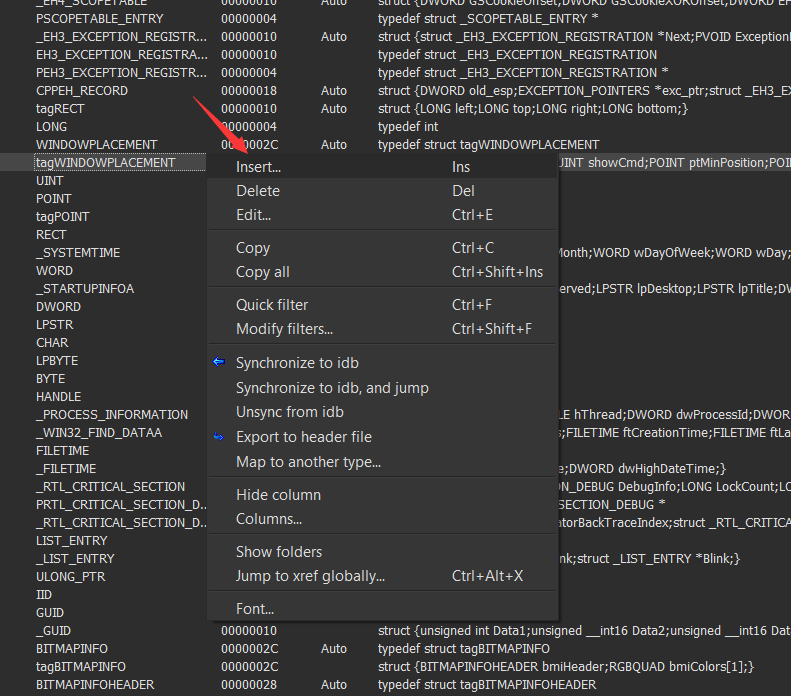 _EH4_SCOPETABLE 00000010 Auto struct {DWORD GSCookieOffset;DWORD GSCookieXOROffset;DWORD EH
PSCOPETABLE_ENTRY 00000004 typedef struct _SCOPETABLE_ENTRY *
_EH3_EXCEPTION_REGISTR... 00000010 Auto struct {struct _EH3_EXCEPTION_REGISTRATION *Next;PVOID Exception
EH3_EXCEPTION_REGISTRA... 00000010 typedef struct _EH3_EXCEPTION_REGISTRATION
PEH3_EXCEPTION_REGISTR... 00000004 typedef struct _EH3_EXCEPTION_REGISTRATION *
CPPEH_RECORD 00000018 Auto struct {DWORD old_esp;EXCEPTION_POINTERS *exc_ptr;struct _EH3_E
tagRECT 00000010 Auto struct {LONG left;LONG top;LONG right;LONG bottom;}
LONG 00000004 typedef int
WINDOWPLACEMENT 0000002C Auto typedef struct tagWINDOWPLACEMENT
tagWINDOWPLACEMENT UINT showCmd;POINT ptMinPosition;POI
Insert... Ins
UINT
Delete Del
POINT
tagPOINT
Edit... Ctrl+E
RECT
Copy Ctrl+C
_SYSTEMTIME Month;WORD wDayOfWeek;WORD wDay;
WORD
Copy all Ctrl+Shift+Ins
_STARTUPINFOA erved;LPSTR lpDesktop;LPSTR lpTitle;DW
DWORD
Quick filter Ctrl+F
LPSTR
Modify filters... Ctrl+Shift+F
CHAR
LPBYTE
Synchronize to idb
BYTE
Synchronize to idb, and jump
HANDLE
_PROCESS_INFORMATION LE hThread;DWORD dwProcessId;DWOR
Unsync from idb
_WIN32_FIND_DATAA s;FILETIME ftCreationTime;FILETIME ftLa
Export to header file
FILETIME
Map to another type...
_FILETIME e;DWORD dwHighDateTime;}
_RTL_CRITICAL_SECTION ON_DEBUG DebugInfo;LONG LockCount;L
Hide column
PRTL_CRITICAL_SECTION_D... SECTION_DEBUG *
Columns...
_RTL_CRITICAL_SECTION_D... atorBackTraceIndex;struct _RTL_CRITICA
LIST_ENTRY
Show folders
_LIST_ENTRY nk;struct _LIST_ENTRY *Blink;}
ULONG_PTR
Jump to xref globally... Ctrl+Alt+X
IID
GUID
Font...
_GUID 00000010 struct {unsigned int Data1;unsigned __int16 Data2;unsigned __int16 Dat
BITMAPINFO 0000002C Auto typedef struct tagBITMAPINFO
tagBITMAPINFO 0000002C Auto struct {BITMAPINFOHEADER bmiHeader;RGBQUAD bmiColors[1];}
BITMAPINFOHEADER 00000028 Auto typedef struct tagBITMAPINFOHEADER